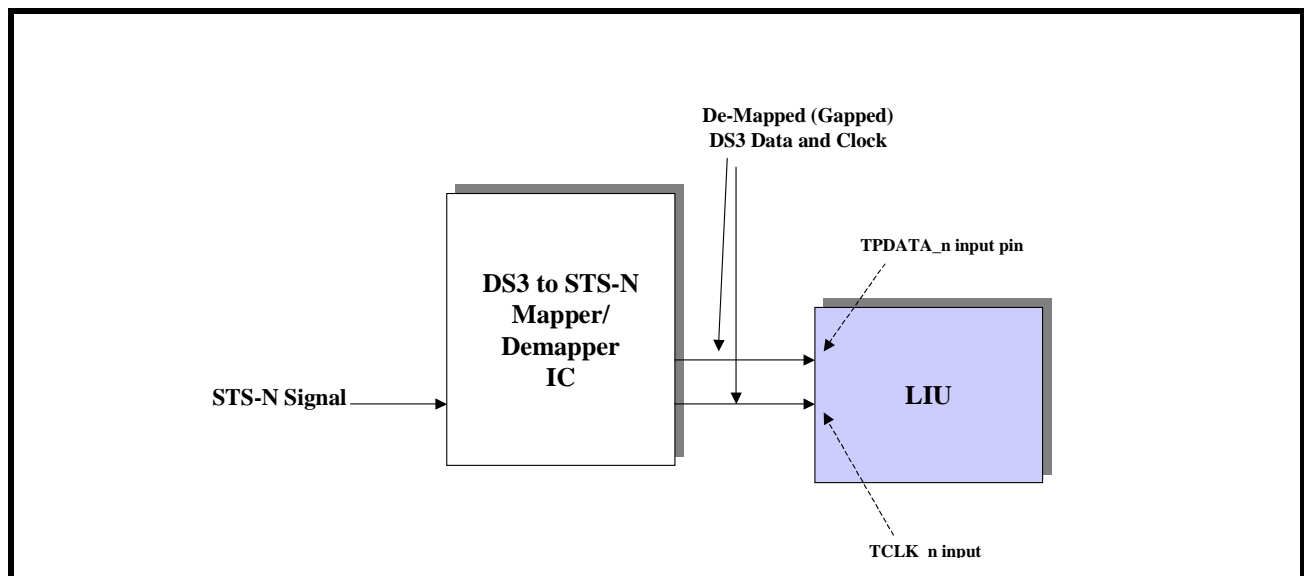 De-Mapped (Gapped)
DS3 Data and Clock
TPDATA_n input pin
DS3 to STS-N
Mapper/
Demapper
IC
STS-N Signal
LIU
TCLK_n input